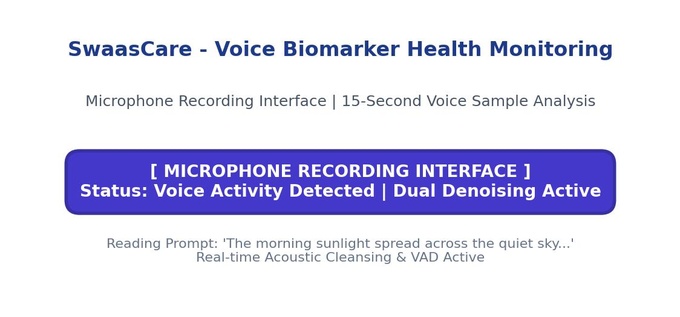 SwaasCare - Voice Biomarker Health Monitoring
Microphone Recording Interface | 15-Second Voice Sample Analysis
[ MICROPHONE RECORDING INTERFACE ]
Status: Voice Activity Detected | Dual Denoising Active
Reading Prompt: 'The morning sunlight spread across the quiet sky...'
Real-time Acoustic Cleansing & VAD Active